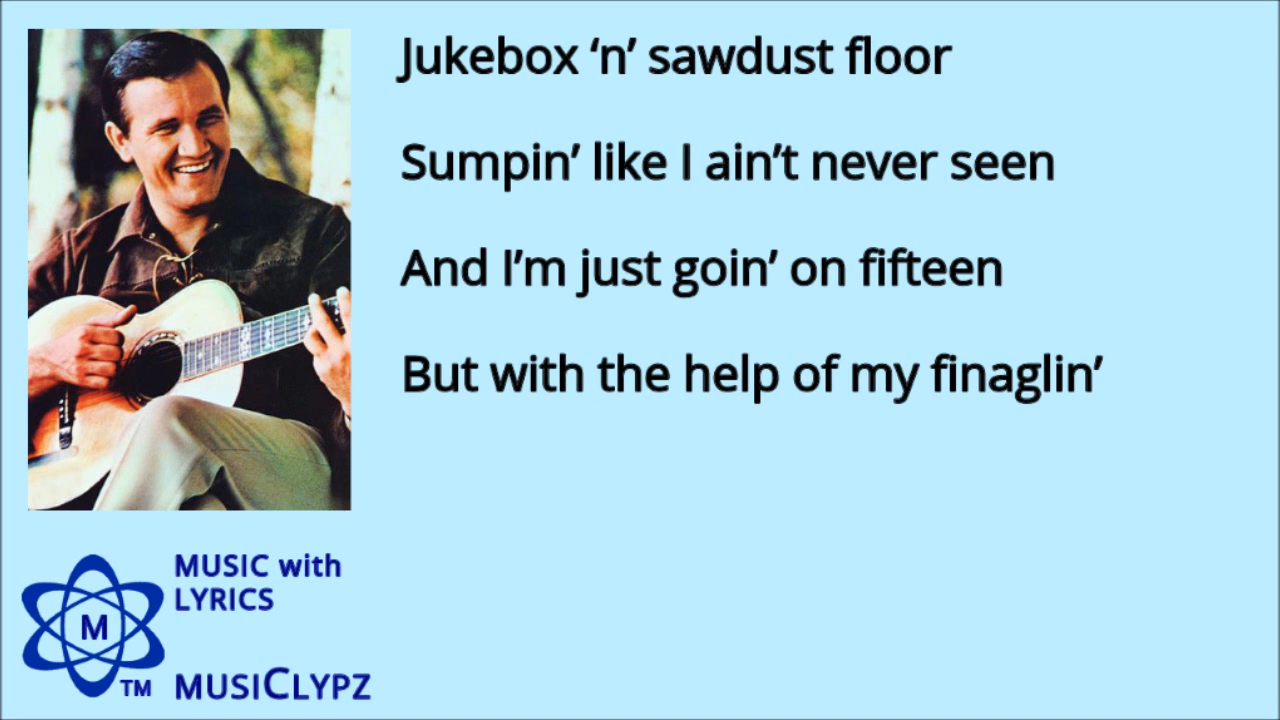 Jukebox ‘n’ sawdust floor
Sumpin’ like I ain’t never seen
And I’m just goin’ on fifteen
But with the help of my finaglin’
MUSIC with
LYRICS
M
TM
MUSICLYPZ